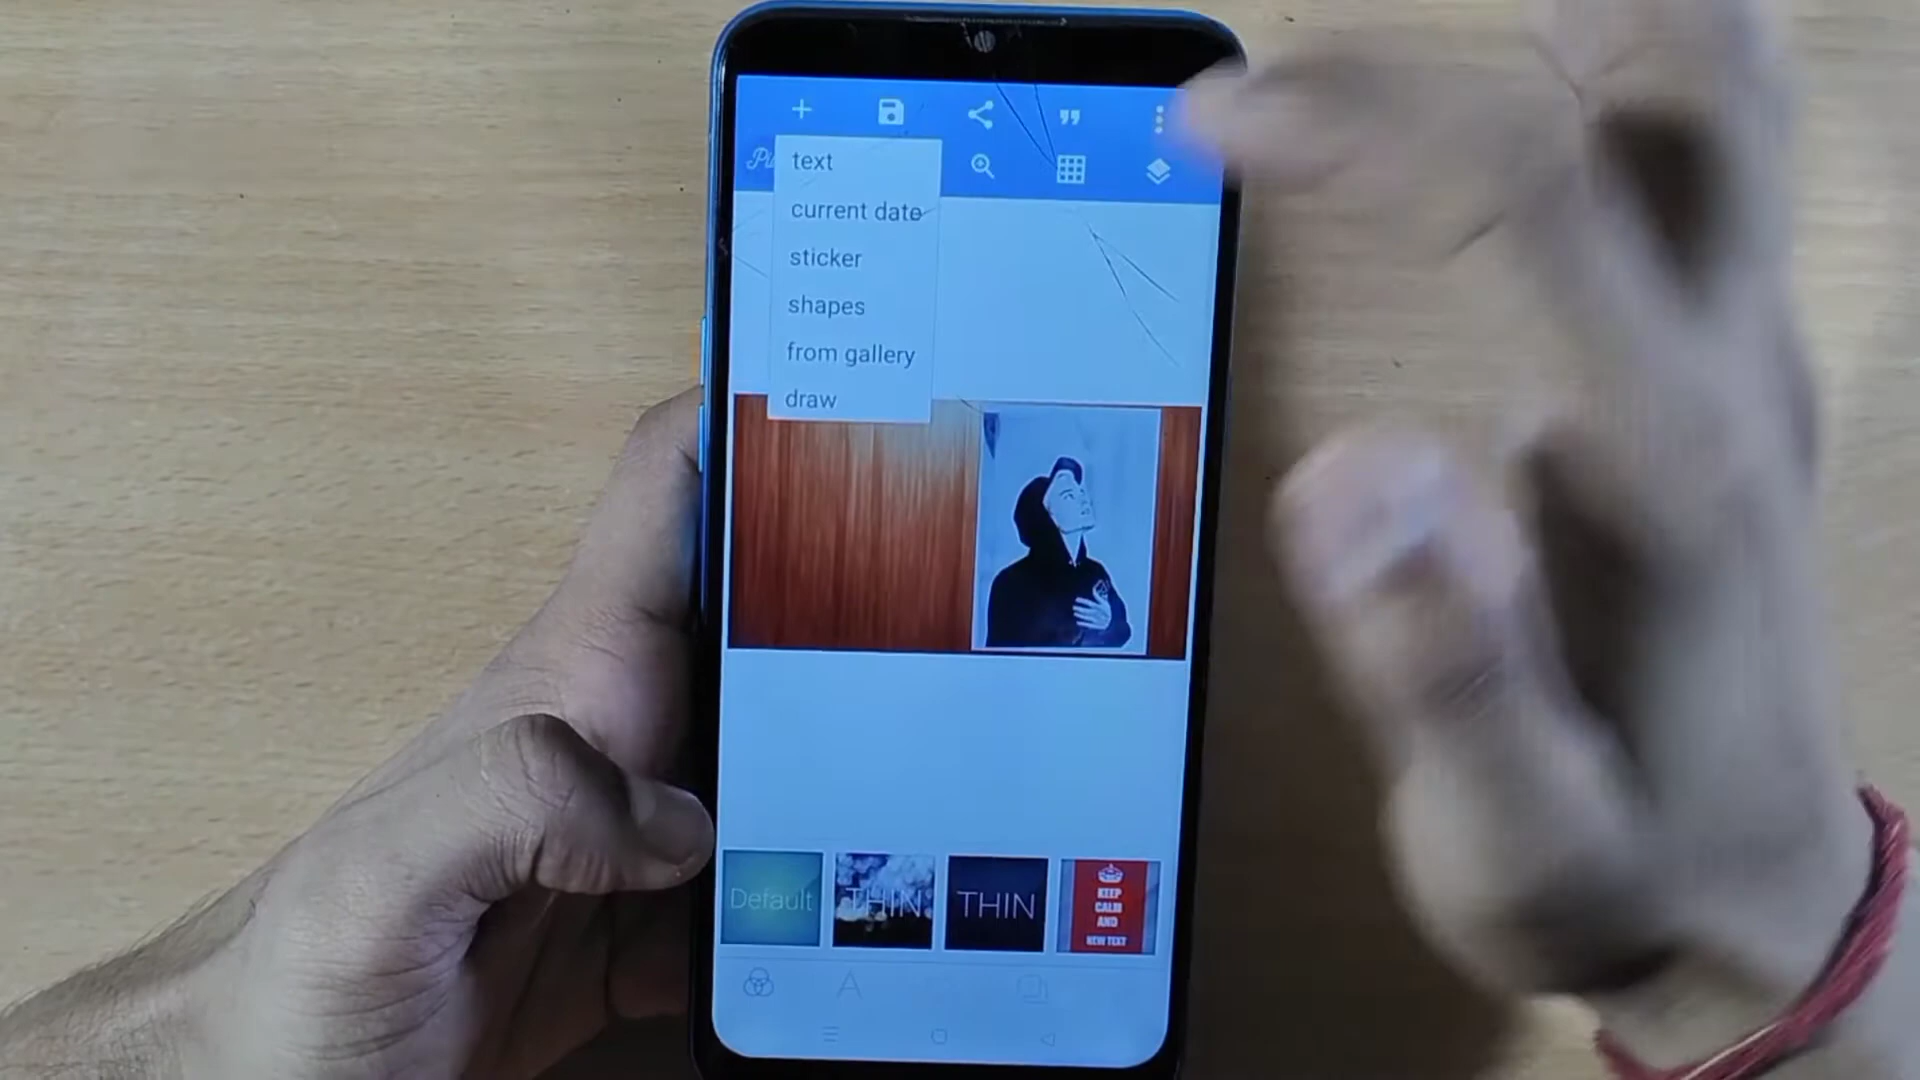 text
current date
sticker
shapes
from gallery
draw
Default
THIN
THIN
KEEP
CALM
AND
NEW TEXT